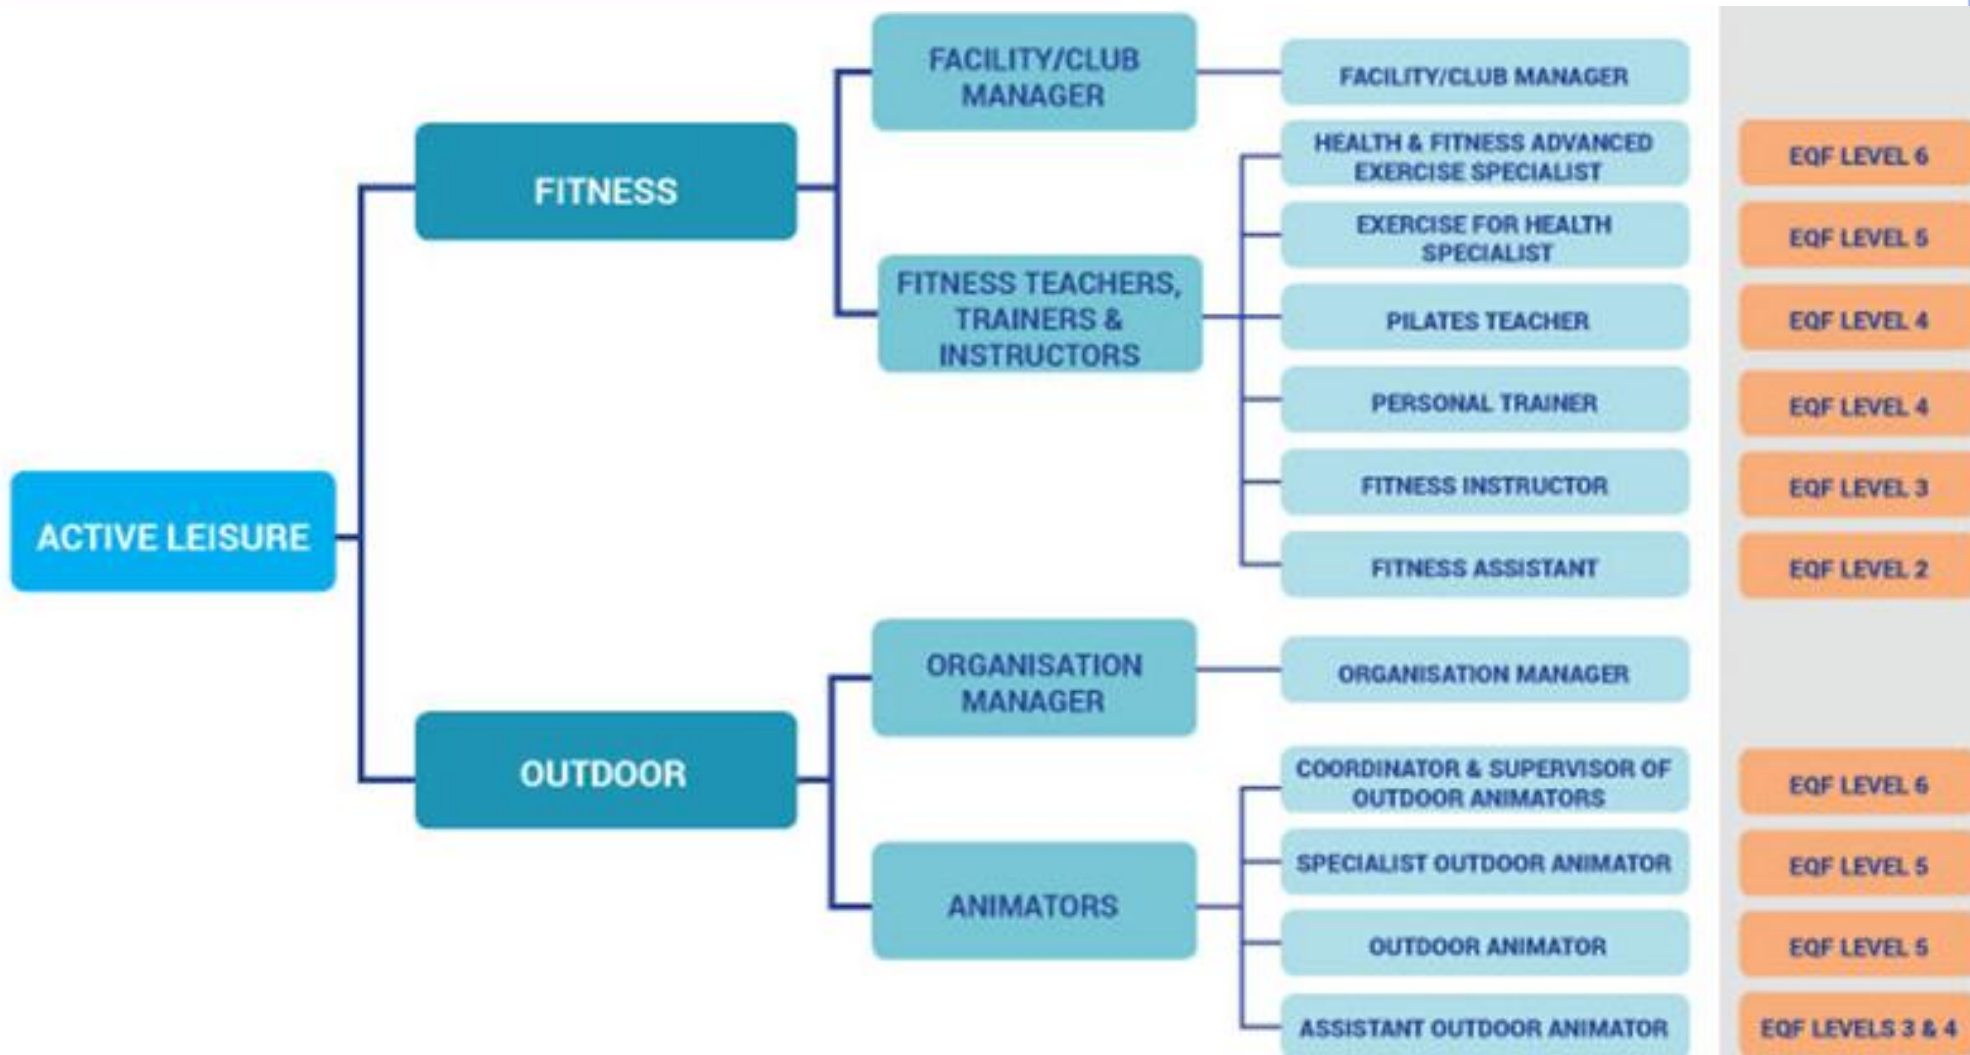 ACTIVE LEISURE
FITNESS
FACILITY/CLUB
MANAGER
FACILITY/CLUB MANAGER
FITNESS TEACHERS,
TRAINERS &
INSTRUCTORS
HEALTH & FITNESS ADVANCED
EXERCISE SPECIALIST
EQF LEVEL 6
EXERCISE FOR HEALTH
SPECIALIST
EQF LEVEL 5
PILATES TEACHER
EQF LEVEL 4
PERSONAL TRAINER
EQF LEVEL 4
FITNESS INSTRUCTOR
EQF LEVEL 3
FITNESS ASSISTANT
EQF LEVEL 2
OUTDOOR
ORGANISATION
MANAGER
ORGANISATION MANAGER
ANIMATORS
COORDINATOR & SUPERVISOR OF
OUTDOOR ANIMATORS
EQF LEVEL 6
SPECIALIST OUTDOOR ANIMATOR
EQF LEVEL 5
OUTDOOR ANIMATOR
EQF LEVEL 5
ASSISTANT OUTDOOR ANIMATOR
EQF LEVELS 3 & 4